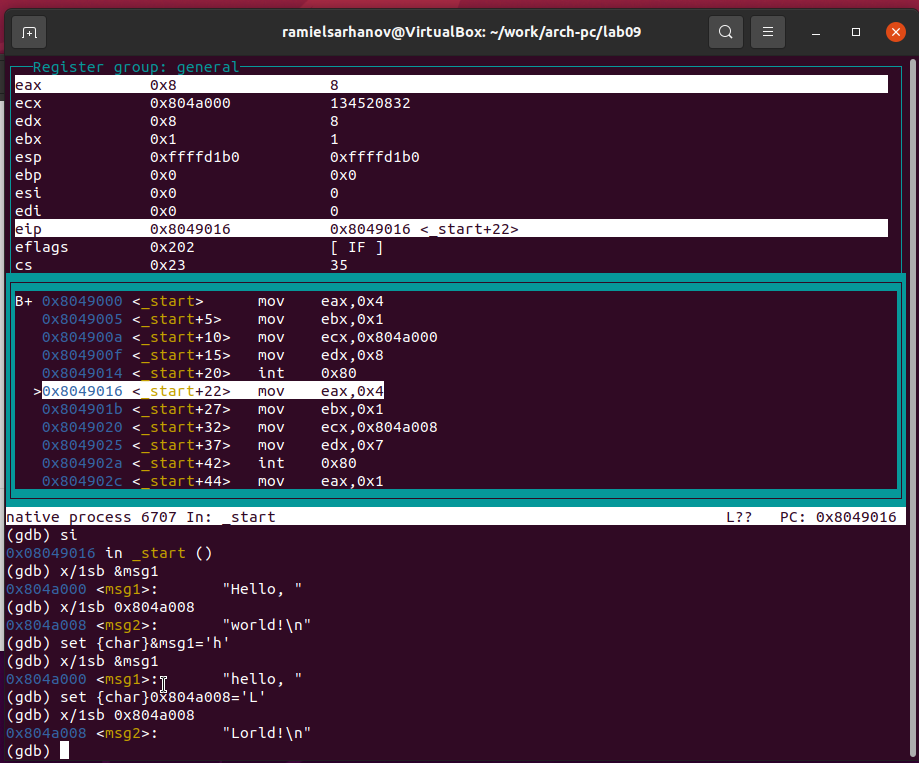 ramielsarhanov@VirtualBox: ~/work/arch-pc/lab09
Register group: general
eax 0x8 8
ecx 0x804a000 134520832
edx 0x8 8
ebx 0x1 1
esp 0xffffd1b0 0xffffd1b0
ebp 0x0 0x0
esi 0x0 0
edi 0x0 0
eip 0x8049016 0x8049016 <_start+22>
eflags 0x202 [ IF ]
cs 0x23 35
B+ 0x8049000 <_start> mov eax,0x4
0x8049005 <_start+5> mov ebx,0x1
0x804900a <_start+10> mov ecx,0x804a000
0x804900f <_start+15> mov edx,0x8
0x8049014 <_start+20> int 0x80
>0x8049016 <_start+22> mov eax,0x4
0x804901b <_start+27> mov ebx,0x1
0x8049020 <_start+32> mov ecx,0x804a008
0x8049025 <_start+37> mov edx,0x7
0x804902a <_start+42> int 0x80
0x804902c <_start+44> mov eax,0x1
native process 6707 In: _start L?? PC: 0x8049016
(gdb) si
0x08049016 in _start ()
(gdb) x/1sb &msg1
0x804a000 <msg1>: "Hello, "
(gdb) x/1sb 0x804a008
0x804a008 <msg2>: "world!\n"
(gdb) set {char}&msg1='h'
(gdb) x/1sb &msg1
0x804a000 <msg1>: "hello, "
(gdb) set {char}0x804a008='L'
(gdb) x/1sb 0x804a008
0x804a008 <msg2>: "Lorld!\n"
(gdb)